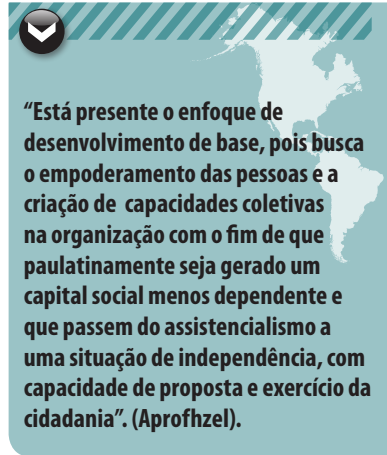 “Está presente o enfoque de
desenvolvimento de base, pois busca
o empoderamento das pessoas e a
criação de  capacidades coletivas
na organização com o fim de que
paulatinamente seja gerado um
capital social menos dependente e
que passem do assistencialismo a
uma situação de independência, com
capacidade de proposta e exercício da
cidadania”. (Aprofhzel).